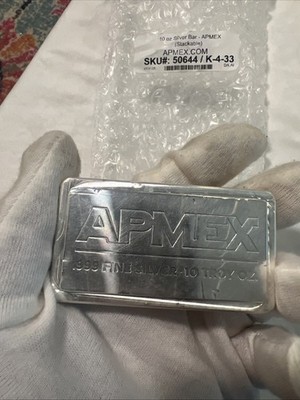 10 oz Silver Bar - APMEX
(Stackable)
APMEX.COM
SKU#: 50644 / K-4-33
APMEX
.999 FINE SILVER-10 TROY OZ.